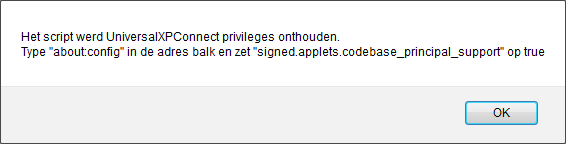 Het script werd UniversalXPConnect privileges onthouden.
Type "about:config" in de adres balk en zet "signed.applets.codebase_principal_support" op true
OK